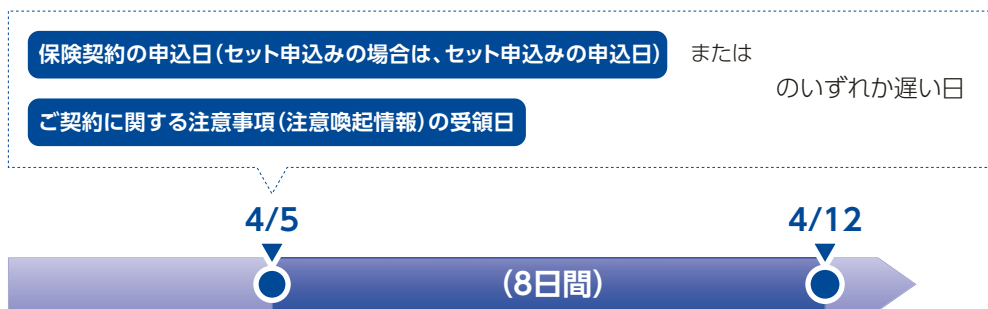 保険契約の申込日(セット申込みの場合は、セット申込みの申込日) または
のいずれか遅い日
ご契約に関する注意事項(注意喚起情報)の受領日
4/5 4/12
(8日間)